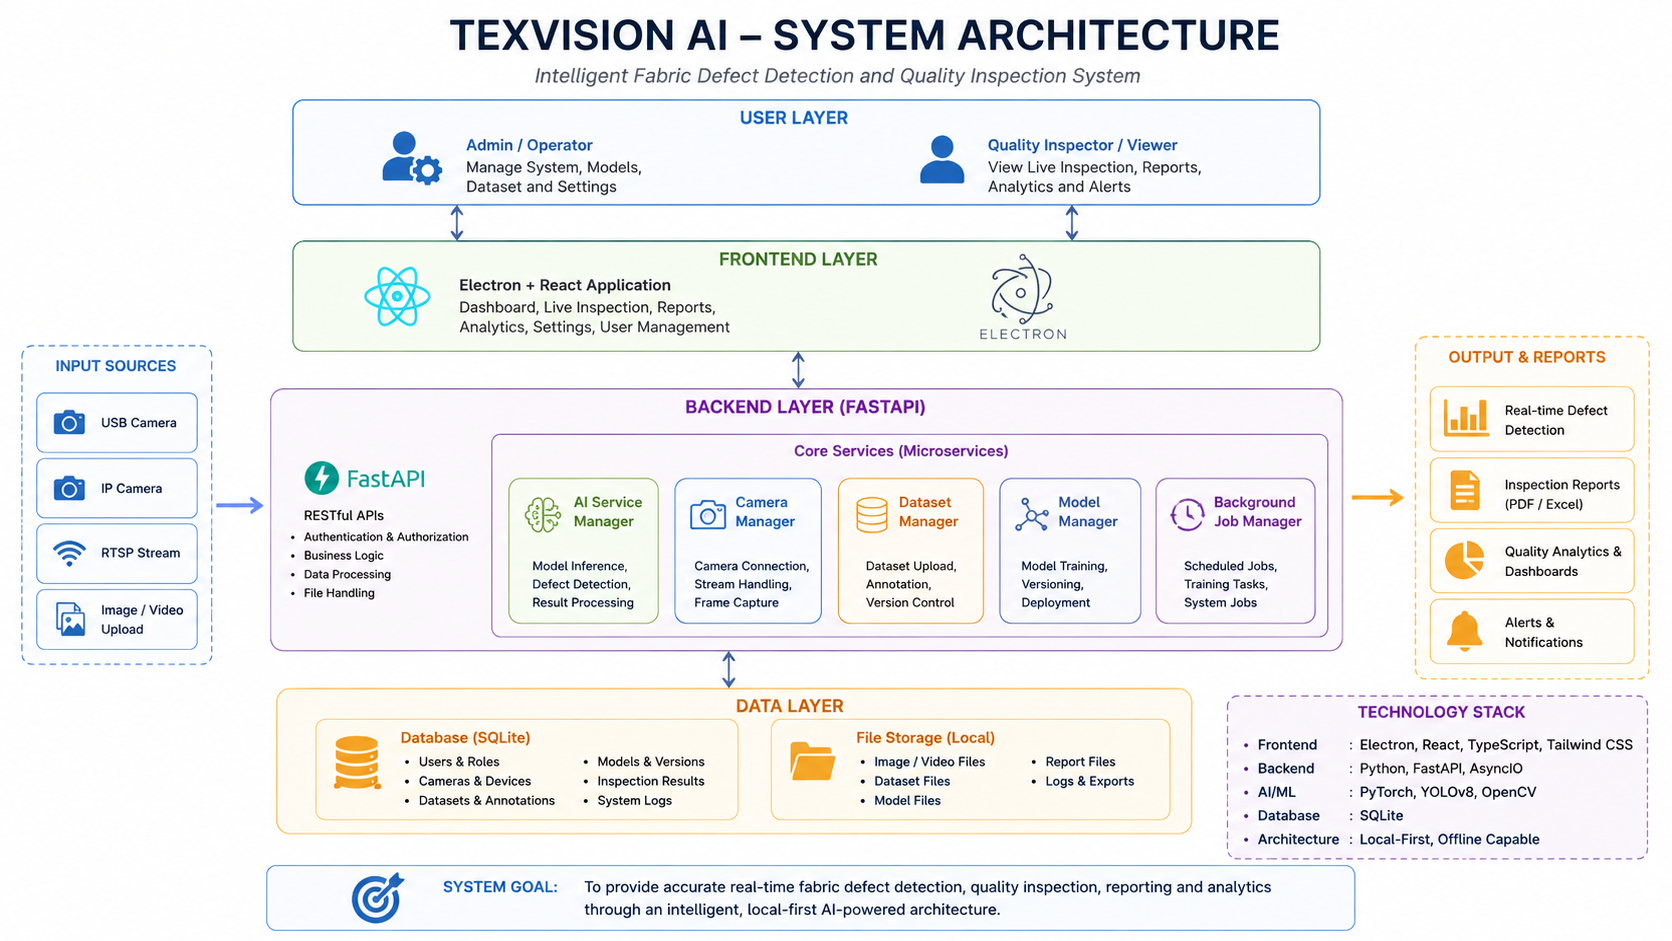 TEXVISION AI – SYSTEM ARCHITECTURE
Intelligent Fabric Defect Detection and Quality Inspection System
USER LAYER
Admin / Operator
Manage System, Models,
Dataset and Settings
Quality Inspector / Viewer
View Live Inspection, Reports,
Analytics and Alerts
FRONTEND LAYER
Electron + React Application
Dashboard, Live Inspection, Reports,
Analytics, Settings, User Management
ELECTRON
INPUT SOURCES
USB Camera
IP Camera
RTSP Stream
Image / Video
Upload
BACKEND LAYER (FASTAPI)
FastAPI
RESTful APIs
• Authentication & Authorization
• Business Logic
• Data Processing
• File Handling
Core Services (Microservices)
AI Service
Manager
Model Inference,
Defect Detection,
Result Processing
Camera
Manager
Camera Connection,
Stream Handling,
Frame Capture
Dataset
Manager
Dataset Upload,
Annotation,
Version Control
Model
Manager
Model Training,
Versioning,
Deployment
Background
Job Manager
Scheduled Jobs,
Training Tasks,
System Jobs
OUTPUT & REPORTS
Real-time Defect
Detection
Inspection Reports
(PDF / Excel)
Quality Analytics &
Dashboards
Alerts &
Notifications
DATA LAYER
Database (SQLite)
• Users & Roles
• Cameras & Devices
• Datasets & Annotations
• Models & Versions
• Inspection Results
• System Logs
File Storage (Local)
• Image / Video Files
• Dataset Files
• Model Files
• Report Files
• Logs & Exports
TECHNOLOGY STACK
• Frontend : Electron, React, TypeScript, Tailwind CSS
• Backend : Python, FastAPI, AsyncIO
• AI/ML : PyTorch, YOLOv8, OpenCV
• Database : SQLite
• Architecture : Local-First, Offline Capable
SYSTEM GOAL: To provide accurate real-time fabric defect detection, quality inspection, reporting and analytics
through an intelligent, local-first AI-powered architecture.